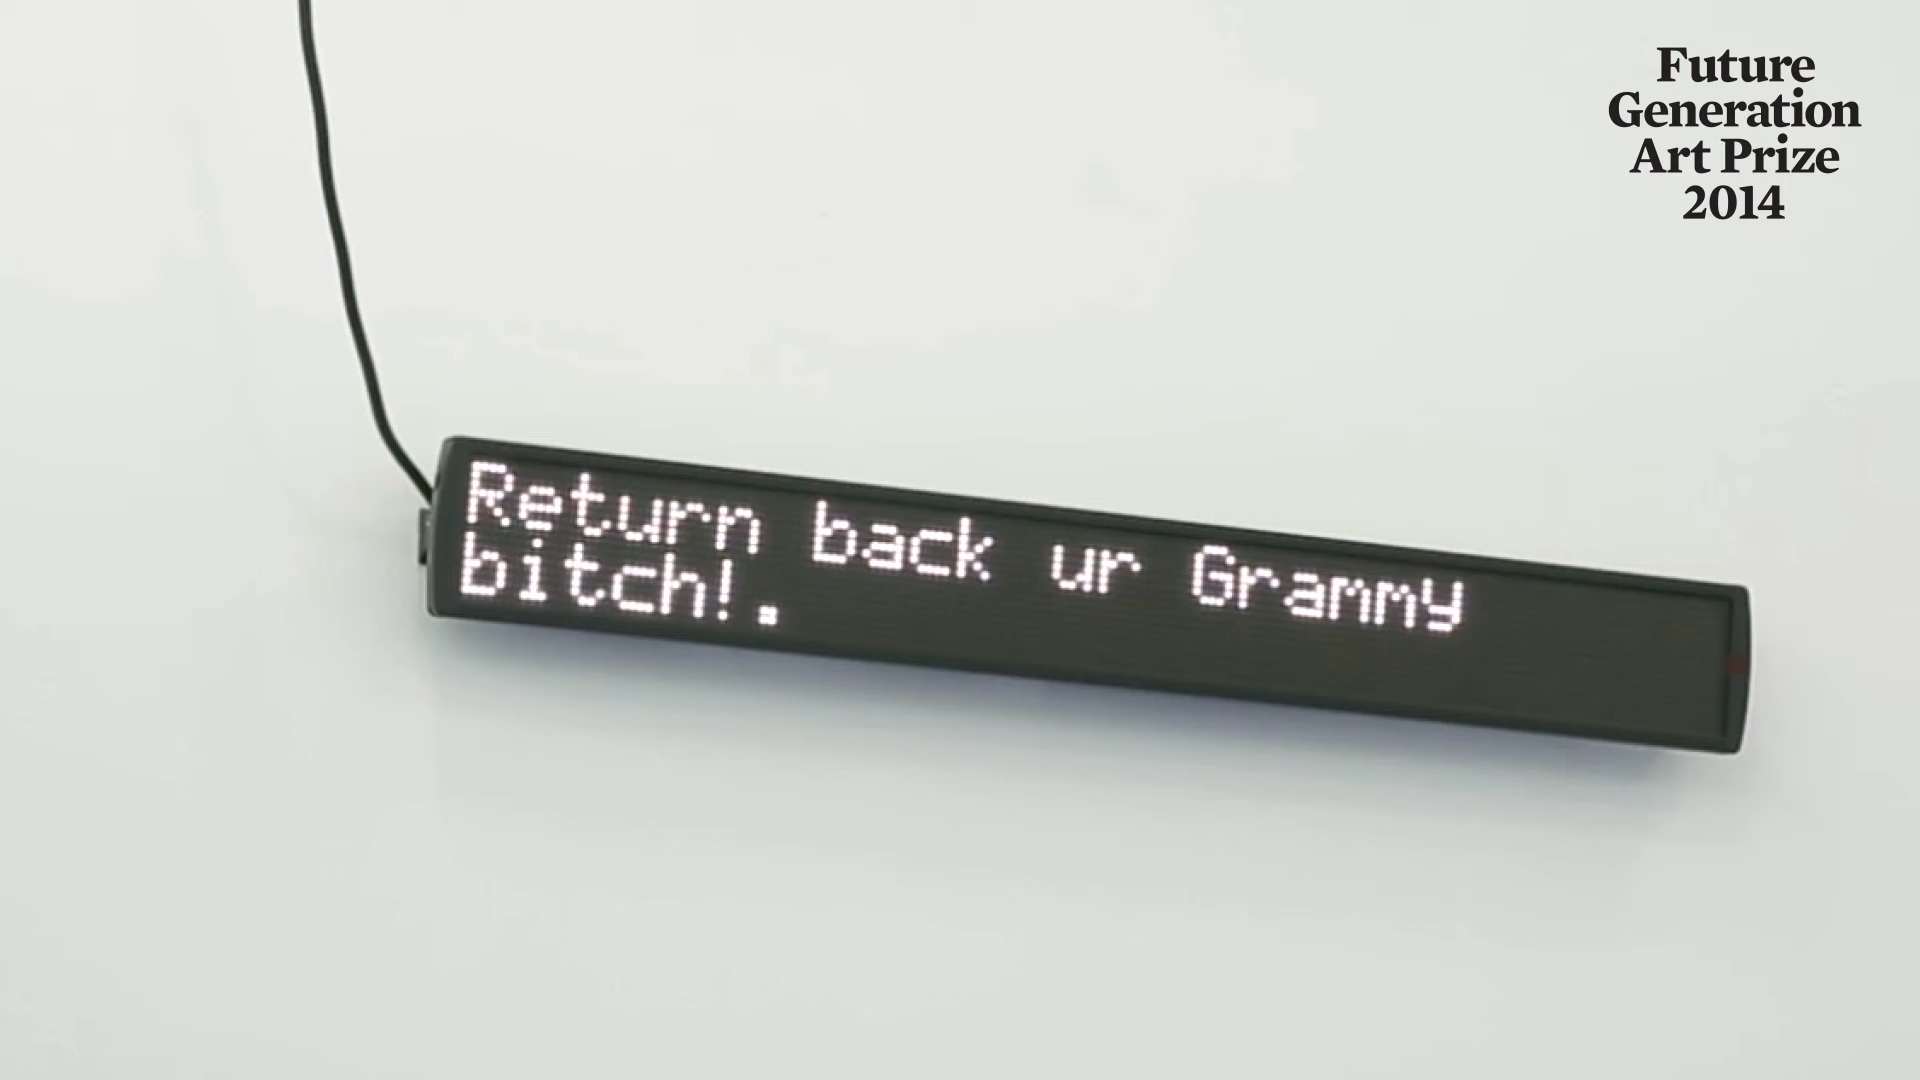 Future
Generation
Art Prize
2014
Return back ur Grammy
bitch!.